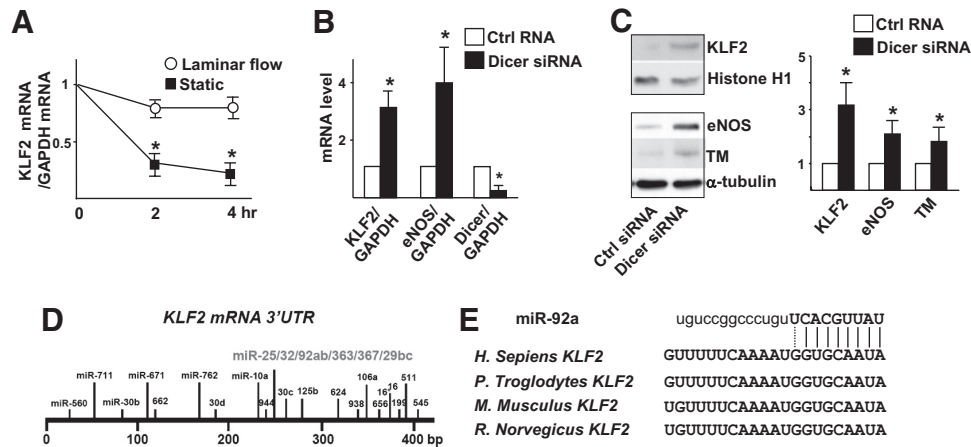 A
Laminar flow
Static
KLF2 mRNA
/GAPDH mRNA
1
0.5
*
*
0
2
4 hr
B
Ctrl RNA
Dicer siRNA
mRNA level
4
2
*
*
*
KLF2/
GAPDH
eNOS/
GAPDH
Dicer/
GAPDH
C
KLF2
Histone H1
eNOS
TM
α-tubulin
Ctrl siRNA
Dicer siRNA
Ctrl RNA
Dicer siRNA
5
3
1
*
*
*
KLF2
eNOS
TM
D
KLF2 mRNA 3'UTR
miR-25/32/92ab/363/367/29bc
miR-711
miR-671
miR-762
miR-10a
106a
16
511
miR-560
miR-30b
662
30d
944
30c
125b
624
938
656
16
199
545
0
100
200
300
400 bp
E
miR-92a
uguccggcccuguUCACGUUAU
H. Sepiens KLF2
GUUUUUCAAAAUGGUGCAAUA
P. Troglodytes KLF2
GUUUUUCAAAAUGGUGCAAUA
M. Musculus KLF2
UGUUUUCAAAAUGGUGCAAUA
R. Norvegicus KLF2
UGUUUUCAAAAUGGUGCAAUA